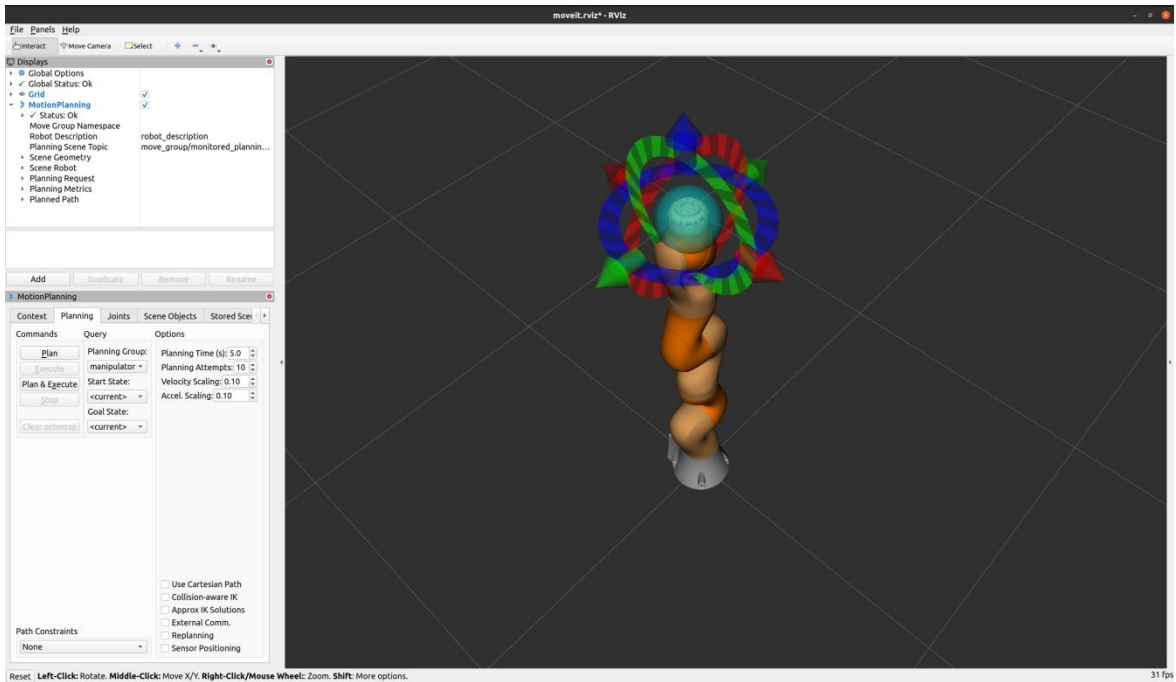 moveit.rviz* - RViz
File Panels Help
Interact Move Camera Select
Displays
Global Options
Global Status: Ok
Grid
MotionPlanning
Status: Ok
Move Group Namespace
Robot Description robot_description
Planning Scene Topic move_group/monitored_plannin...
Scene Geometry
Scene Robot
Planning Request
Planning Metrics
Planned Path
Add Duplicate Remove Rename
MotionPlanning
Context Planning Joints Scene Objects Stored Scei
Commands Query Options
Plan Planning Group: Planning Time (s): 5.0
Execute manipulator Planning Attempts: 10
Plan & Execute Start State: Velocity Scaling: 0.10
Stop <current> Accel. Scaling: 0.10
Goal State:
Clear octomap <current>
Use Cartesian Path
Collision-aware IK
Approx IK Solutions
External Comm.
Path Constraints Replanning
None Sensor Positioning
Reset Left-Click: Rotate. Middle-Click: Move X/Y. Right-Click/Mouse Wheel:: Zoom. Shift: More options. 31 fps